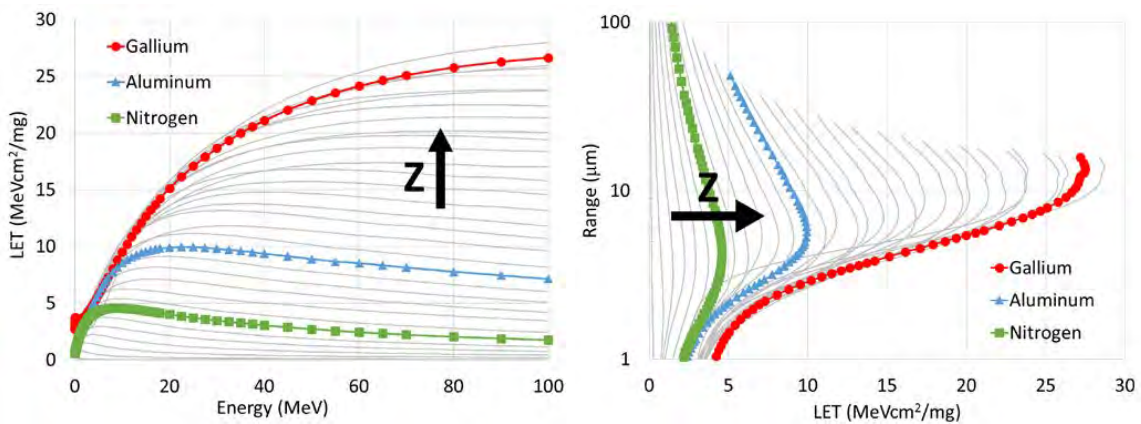 30
25
20
15
10
5
0
LET (MeVcm²/mg)
Gallium
Aluminum
Nitrogen
Z
0 20 40 60 80 100
Energy (MeV)
100
10
1
Range (µm)
Z
Gallium
Aluminum
Nitrogen
0 5 10 15 20 25 30
LET (MeVcm²/mg)